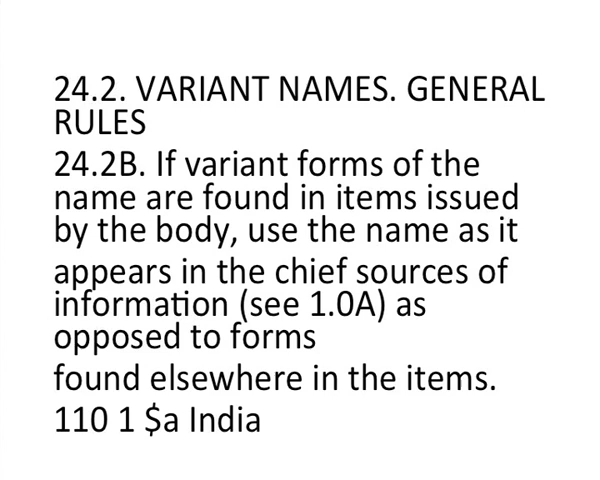 24.2. VARIANT NAMES. GENERAL
RULES
24.2B. If variant forms of the
name are found in items issued
by the body, use the name as it
appears in the chief sources of
information (see 1.0A) as
opposed to forms
found elsewhere in the items.
110 1 $a India